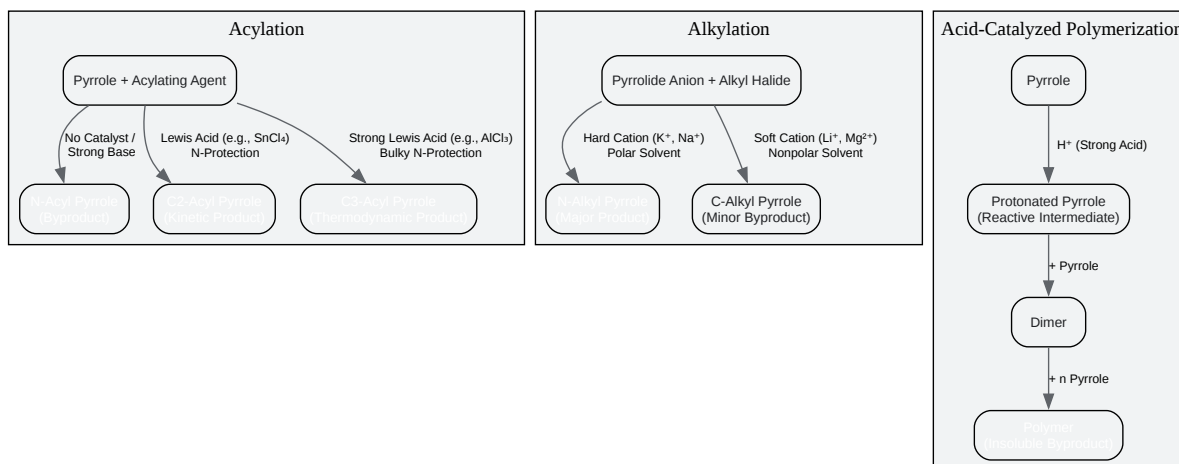 Acylation
Pyrrole + Acylating Agent
No Catalyst /
Strong Base
Lewis Acid (e.g., SnCl₄)
N-Protection
Strong Lewis Acid (e.g., AlCl₃)
Bulky N-Protection
N-Acyl Pyrrole
(Byproduct)
C2-Acyl Pyrrole
(Kinetic Product)
C3-Acyl Pyrrole
(Thermodynamic Product)
Alkylation
Pyrrolide Anion + Alkyl Halide
Hard Cation (K⁺, Na⁺)
Polar Solvent
Soft Cation (Li⁺, Mg²⁺)
Nonpolar Solvent
N-Alkyl Pyrrole
(Major Product)
C-Alkyl Pyrrole
(Minor Byproduct)
Acid-Catalyzed Polymerization
Pyrrole
H⁺ (Strong Acid)
Protonated Pyrrole
(Reactive Intermediate)
+ Pyrrole
Dimer
+ n Pyrrole
Polymer
(Insoluble Byproduct)